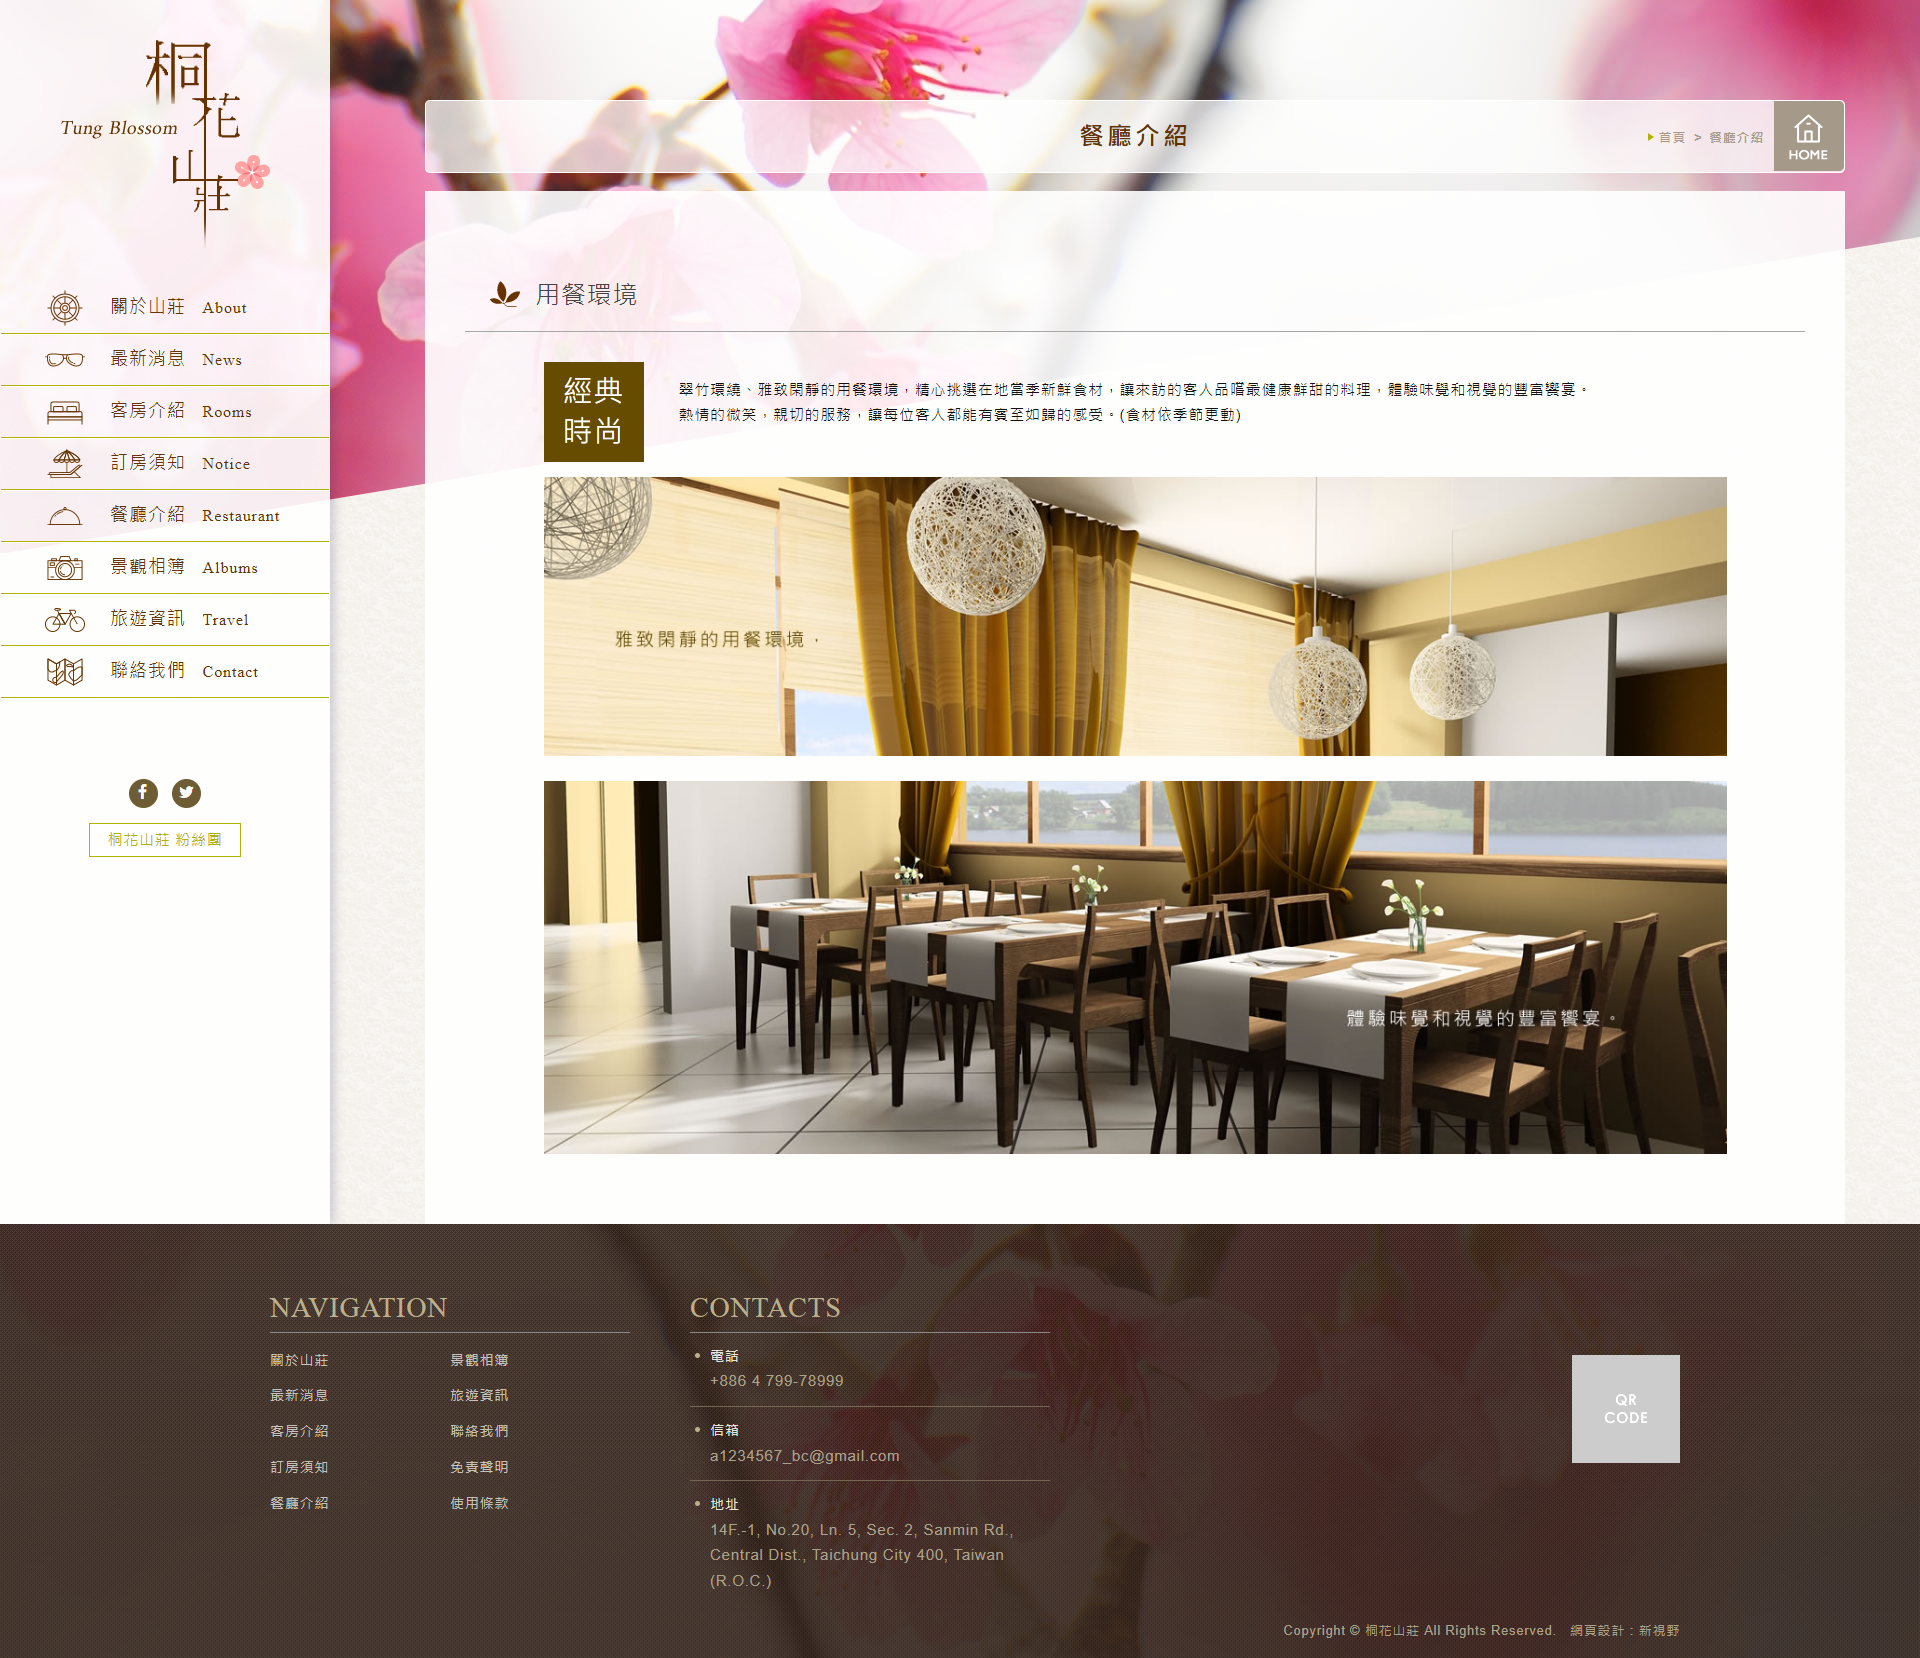 桐花山莊
Tung Blossom
關於山莊 About
最新消息 News
客房介紹 Rooms
訂房須知 Notice
餐廳介紹 Restaurant
景觀相簿 Albums
旅遊資訊 Travel
聯絡我們 Contact
桐花山莊 粉絲團
餐廳介紹
首頁 > 餐廳介紹
HOME
用餐環境
經典
時尚
翠竹環繞、雅致閑靜的用餐環境，精心挑選在地當季新鮮食材，讓來訪的客人品嚐最健康鮮甜的料理，體驗味覺和視覺的豐富饗宴。
熱情的微笑，親切的服務，讓每位客人都能有賓至如歸的感受。(食材依季節更動)
雅致閑靜的用餐環境，
體驗味覺和視覺的豐富饗宴。
NAVIGATION
關於山莊
最新消息
客房介紹
訂房須知
餐廳介紹
景觀相簿
旅遊資訊
聯絡我們
免責聲明
使用條款
CONTACTS
電話
+886 4 799-78999
信箱
a1234567_bc@gmail.com
地址
14F.-1, No.20, Ln. 5, Sec. 2, Sanmin Rd.,
Central Dist., Taichung City 400, Taiwan
(R.O.C.)
QR
CODE
Copyright © 桐花山莊 All Rights Reserved. 網頁設計：新視野